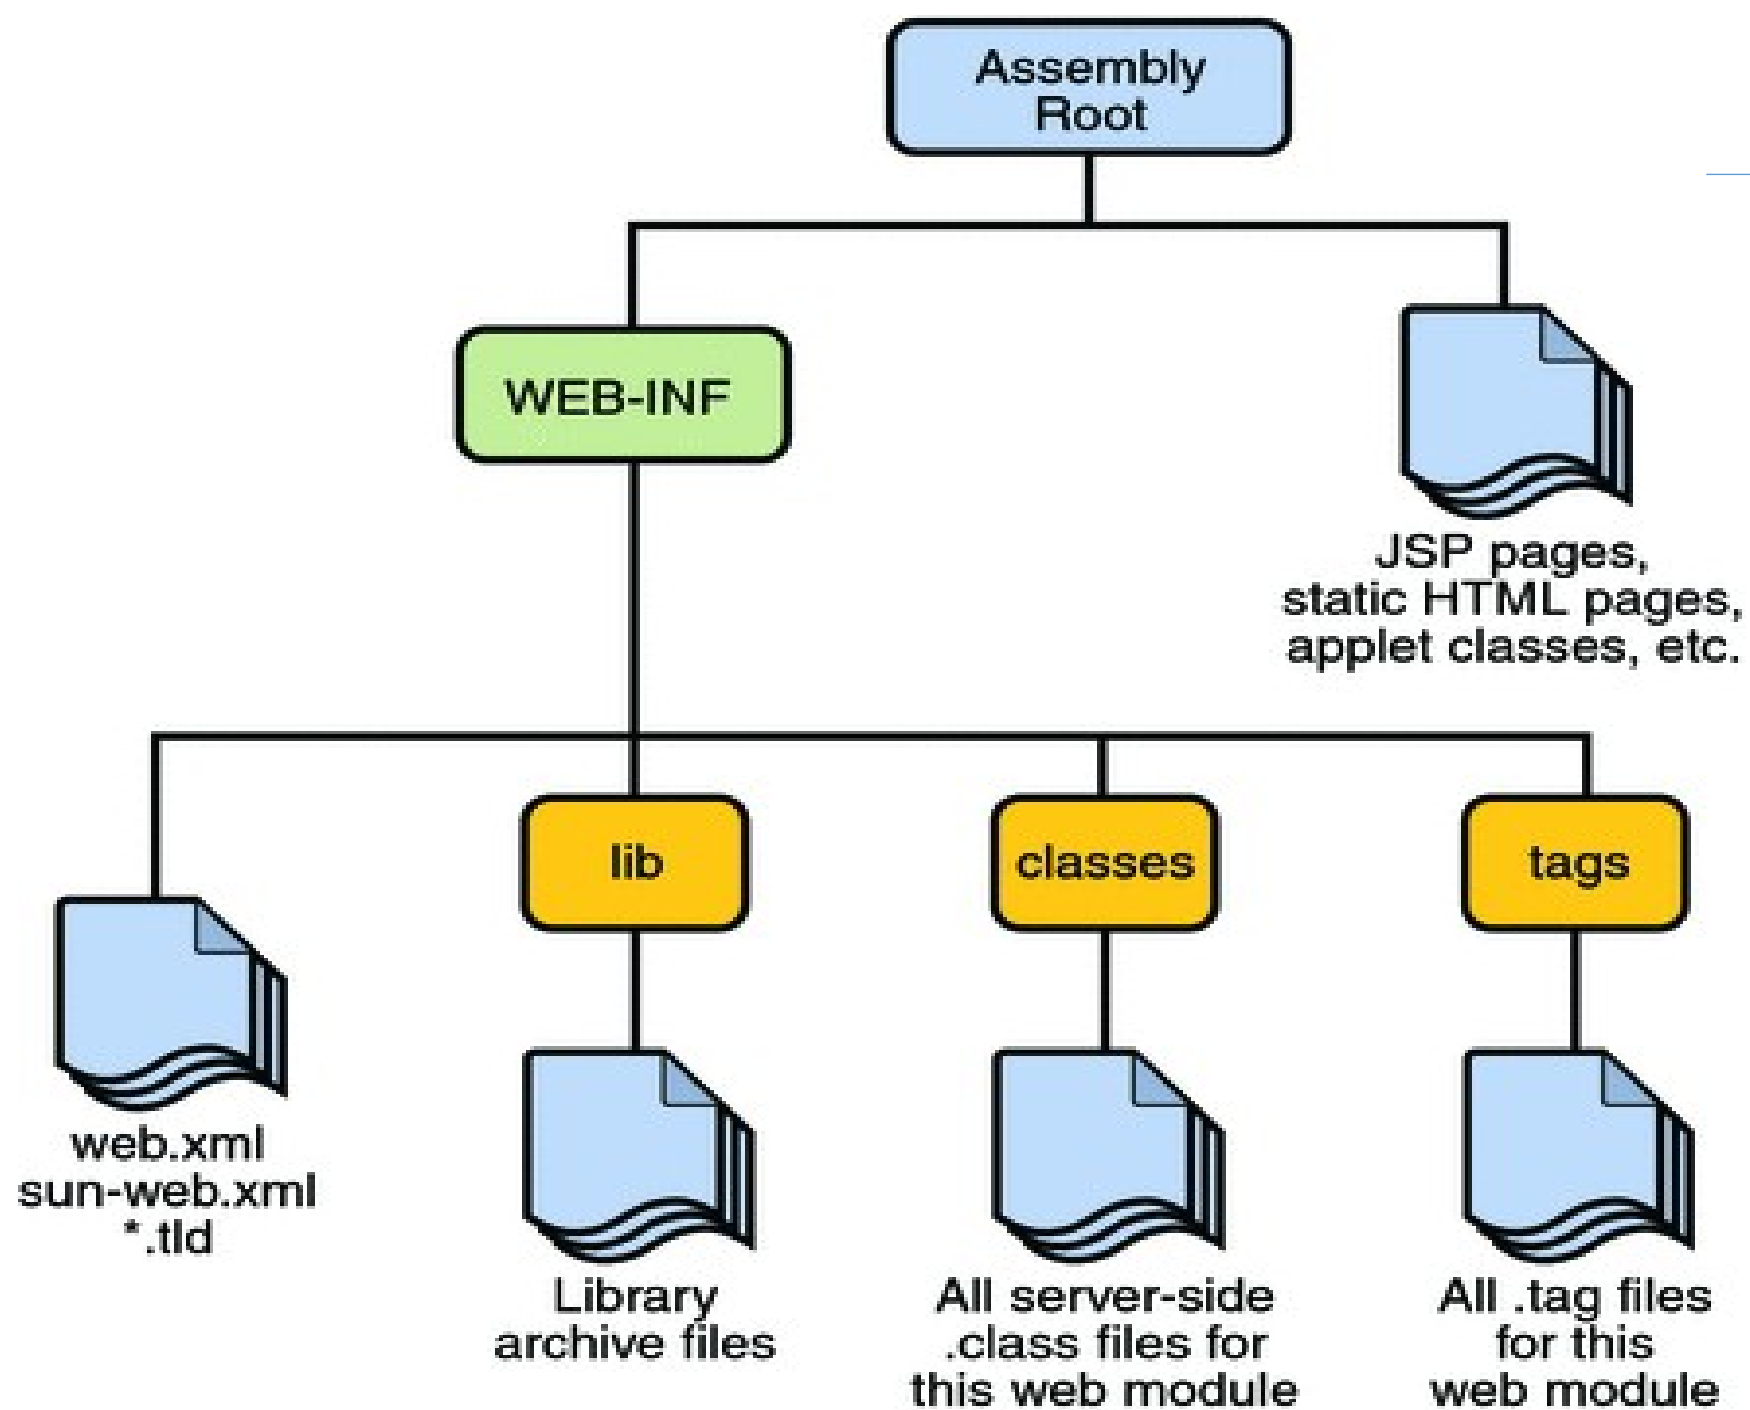 Assembly
Root
WEB-INF
JSP pages,
static HTML pages,
applet classes, etc.
lib
classes
tags
web.xml
sun-web.xml
*.tld
Library
archive files
All server-side
.class files for
this web module
All .tag files
for this
web module